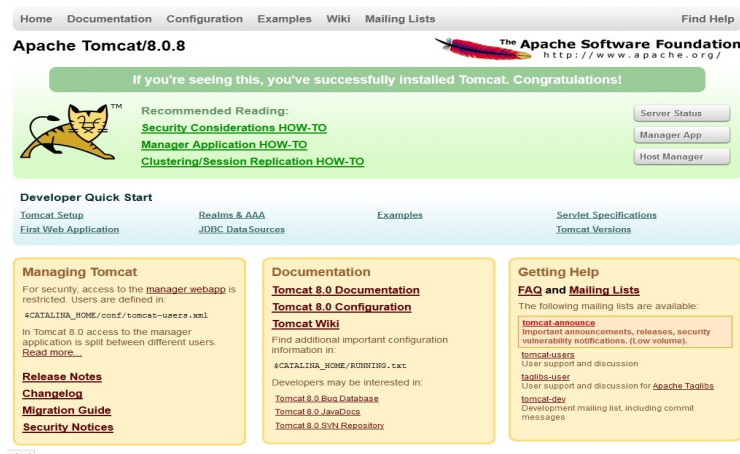 Home Documentation Configuration Examples Wiki Mailing Lists Find Help
Apache Tomcat/8.0.8
The Apache Software Foundation
http://www.apache.org/
If you're seeing this, you've successfully installed Tomcat. Congratulations!
TM
Recommended Reading:
Security Considerations HOW-TO
Manager Application HOW-TO
Clustering/Session Replication HOW-TO
Server Status
Manager App
Host Manager
Developer Quick Start
Tomcat Setup
First Web Application
Realms & AAA
JDBC DataSources
Examples
Servlet Specifications
Tomcat Versions
Managing Tomcat
For security, access to the manager webapp is
restricted. Users are defined in:
$CATALINA_HOME/conf/tomcat-users.xml
In Tomcat 8.0 access to the manager
application is split between different users.
Read more...
Release Notes
Changelog
Migration Guide
Security Notices
Documentation
Tomcat 8.0 Documentation
Tomcat 8.0 Configuration
Tomcat Wiki
Find additional important configuration
information in:
$CATALINA_HOME/RUNNING.txt
Developers may be interested in:
Tomcat 8.0 Bug Database
Tomcat 8.0 JavaDocs
Tomcat 8.0 SVN Repository
Getting Help
FAQ and Mailing Lists
The following mailing lists are available:
tomcat-announce
Important announcements, releases, security
vulnerability notifications. (Low volume).
tomcat-users
User support and discussion
taglibs-user
User support and discussion for Apache Taglibs
tomcat-dev
Development mailing list, including commit
messages